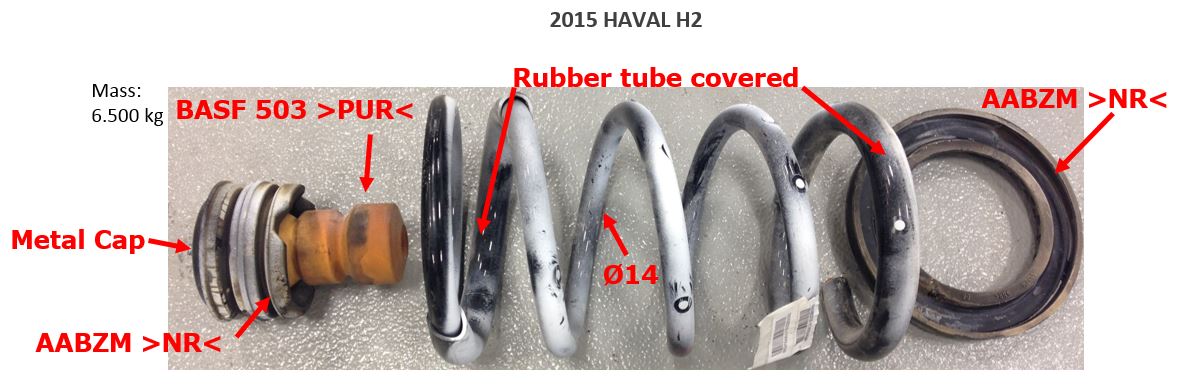 2015 HAVAL H2
Mass:
6.500 kg
Rubber tube covered
BASF 503 >PUR<
AABZM >NR<
Metal Cap
Ø14
AABZM >NR<